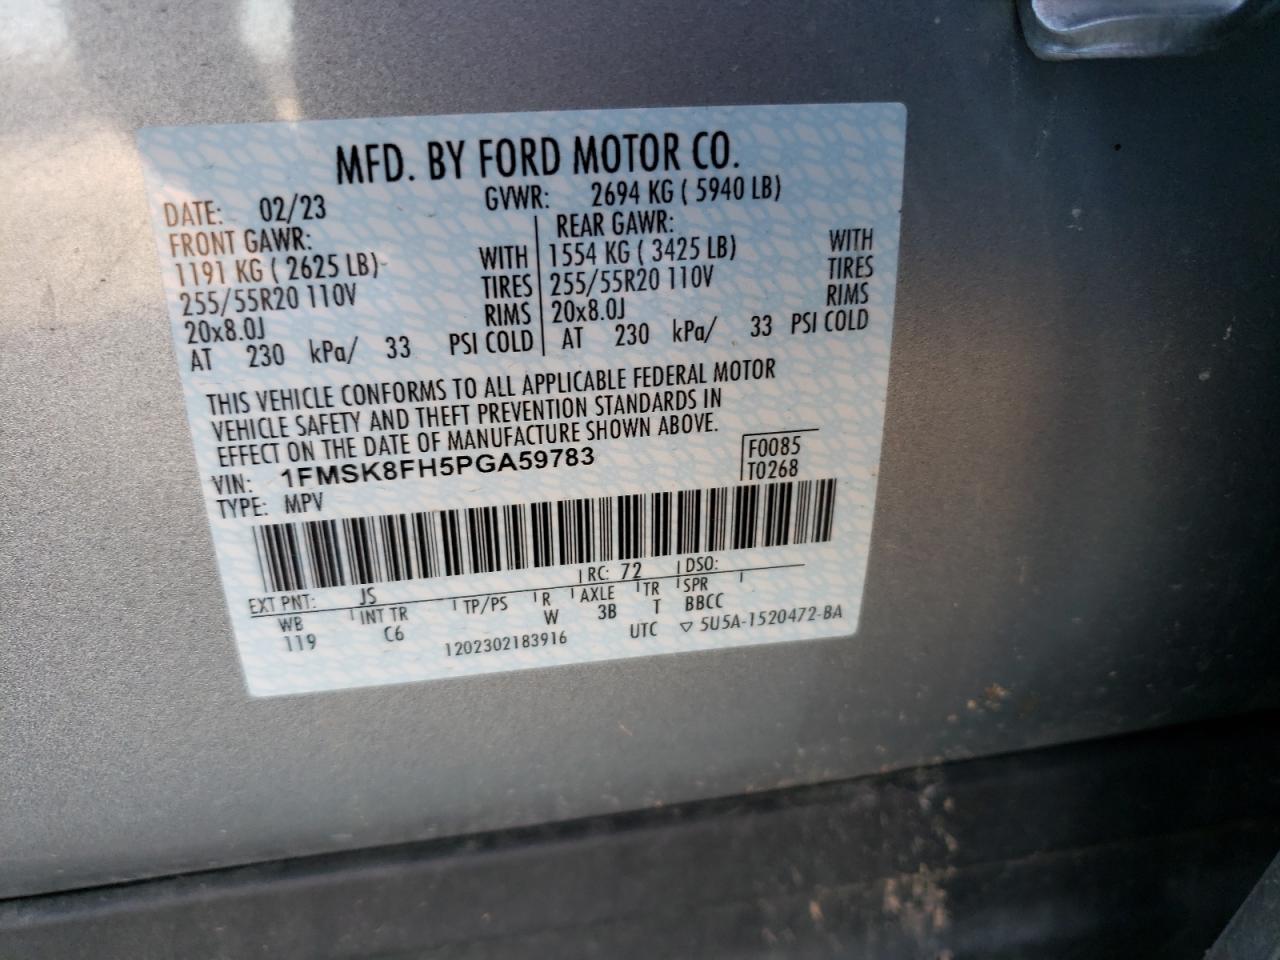 MFD. BY FORD MOTOR CO.
DATE: 02/23 GVWR: 2694 KG ( 5940 LB)
FRONT GAWR: REAR GAWR:
1191 KG ( 2625 LB) WITH 1554 KG ( 3425 LB) WITH
255/55R20 110V TIRES 255/55R20 110V TIRES
20x8.0J RIMS 20x8.0J RIMS
AT 230 kPa/ 33 PSI COLD AT 230 kPa/ 33 PSI COLD
THIS VEHICLE CONFORMS TO ALL APPLICABLE FEDERAL MOTOR
VEHICLE SAFETY AND THEFT PREVENTION STANDARDS IN
EFFECT ON THE DATE OF MANUFACTURE SHOWN ABOVE.
VIN: 1FMSK8FH5PGA59783 F0085
TYPE: MPV T0268
EXT PNT: JS RC: 72 DSO:
WB INT TR TP/PS R AXLE TR SPR
119 C6 W 3B T BBCC
1202302183916 UTC ▽ 5U5A-1520472-BA